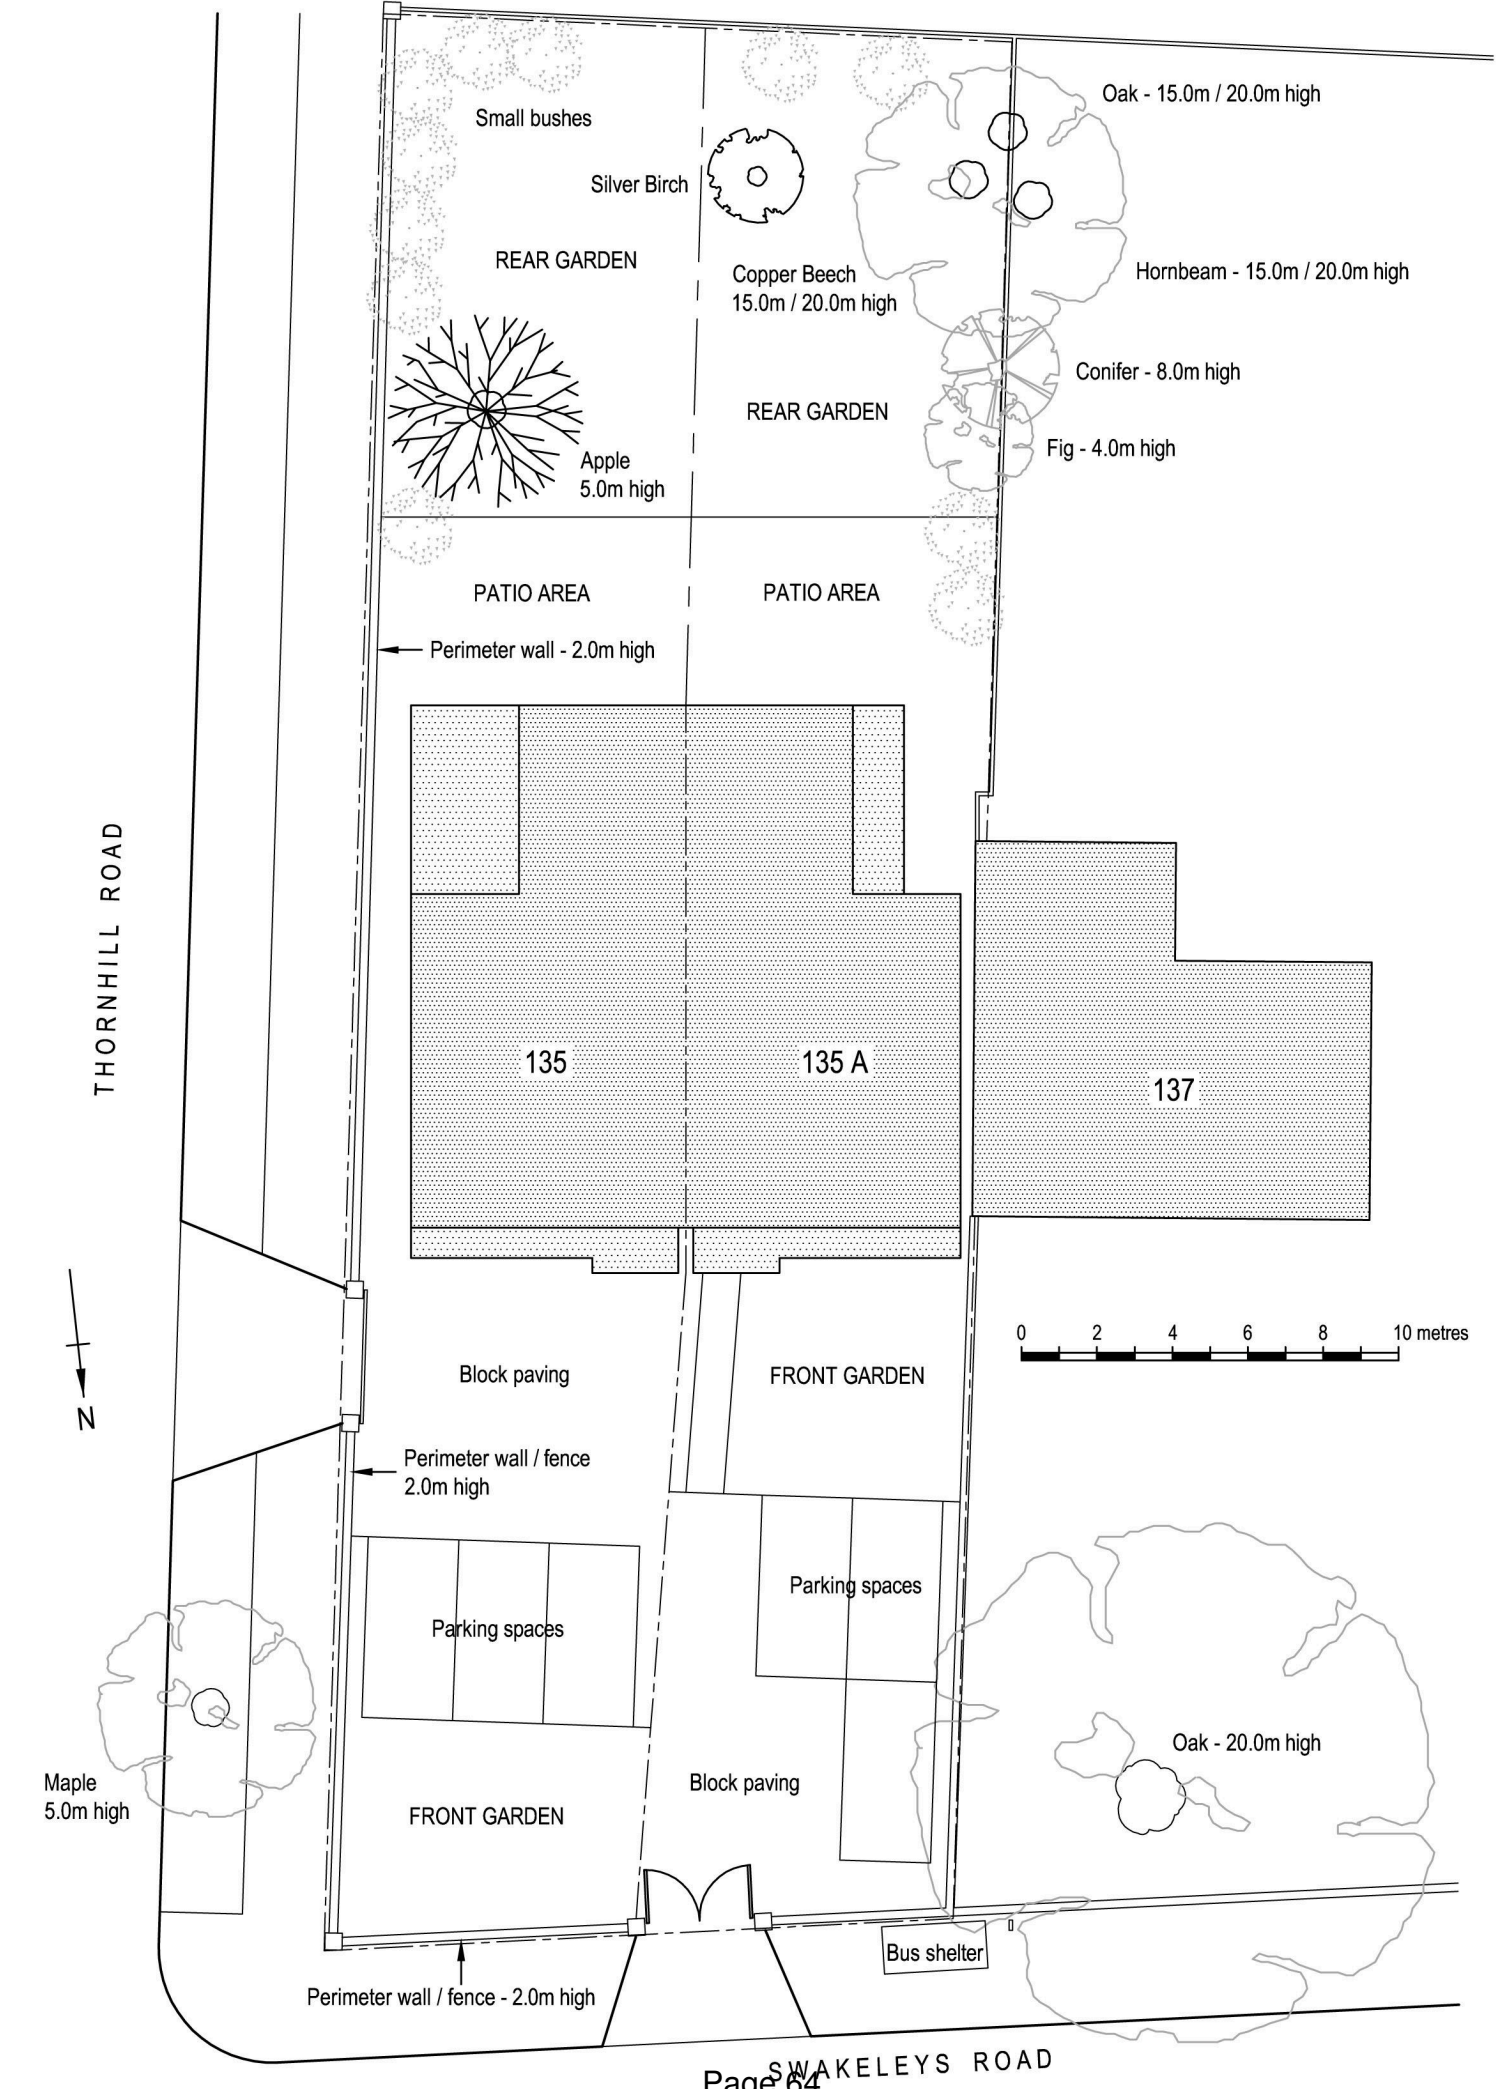 Oak - 15.0m / 20.0m high
Small bushes
Silver Birch
REAR GARDEN
Copper Beech
15.0m / 20.0m high
Hornbeam - 15.0m / 20.0m high
Conifer - 8.0m high
REAR GARDEN
Fig - 4.0m high
Apple
5.0m high
PATIO AREA
PATIO AREA
Perimeter wall - 2.0m high
THORNHILL ROAD
135
135 A
137
0 2 4 6 8 10 metres
N
Block paving
FRONT GARDEN
Perimeter wall / fence
2.0m high
Parking spaces
Parking spaces
Oak - 20.0m high
Maple
5.0m high
Block paving
FRONT GARDEN
Bus shelter
Perimeter wall / fence - 2.0m high
SWAKELEYS ROAD
Page 64